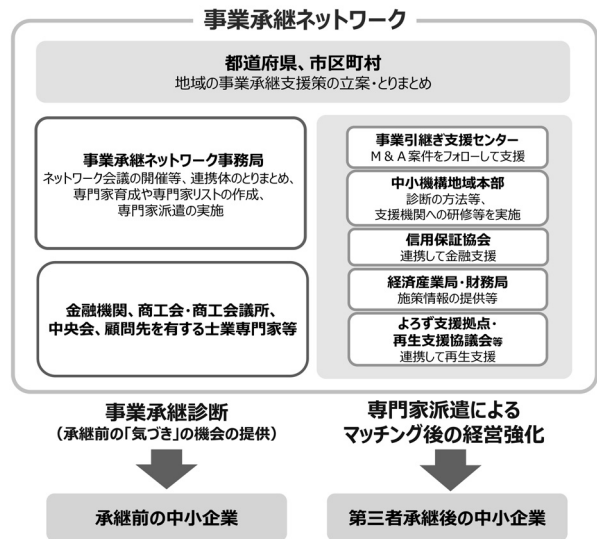 事業承継ネットワーク
都道府県、市区町村
地域の事業承継支援策の立案・とりまとめ
事業承継ネットワーク事務局
ネットワーク会議の開催等、連携体のとりまとめ、
専門家育成や専門家リストの作成、
専門家派遣の実施
金融機関、商工会・商工会議所、
中央会、顧問先を有する士業専門家等
事業引継ぎ支援センター
M&A案件をフォローして支援
中小機構地域本部
診断の方法等、
支援機関への研修等を実施
信用保証協会
連携して金融支援
経済産業局・財務局
施策情報の提供等
よろず支援拠点・
再生支援協議会等
連携して再生支援
事業承継診断
（承継前の「気づき」の機会の提供）
専門家派遣による
マッチング後の経営強化
承継前の中小企業
第三者承継後の中小企業